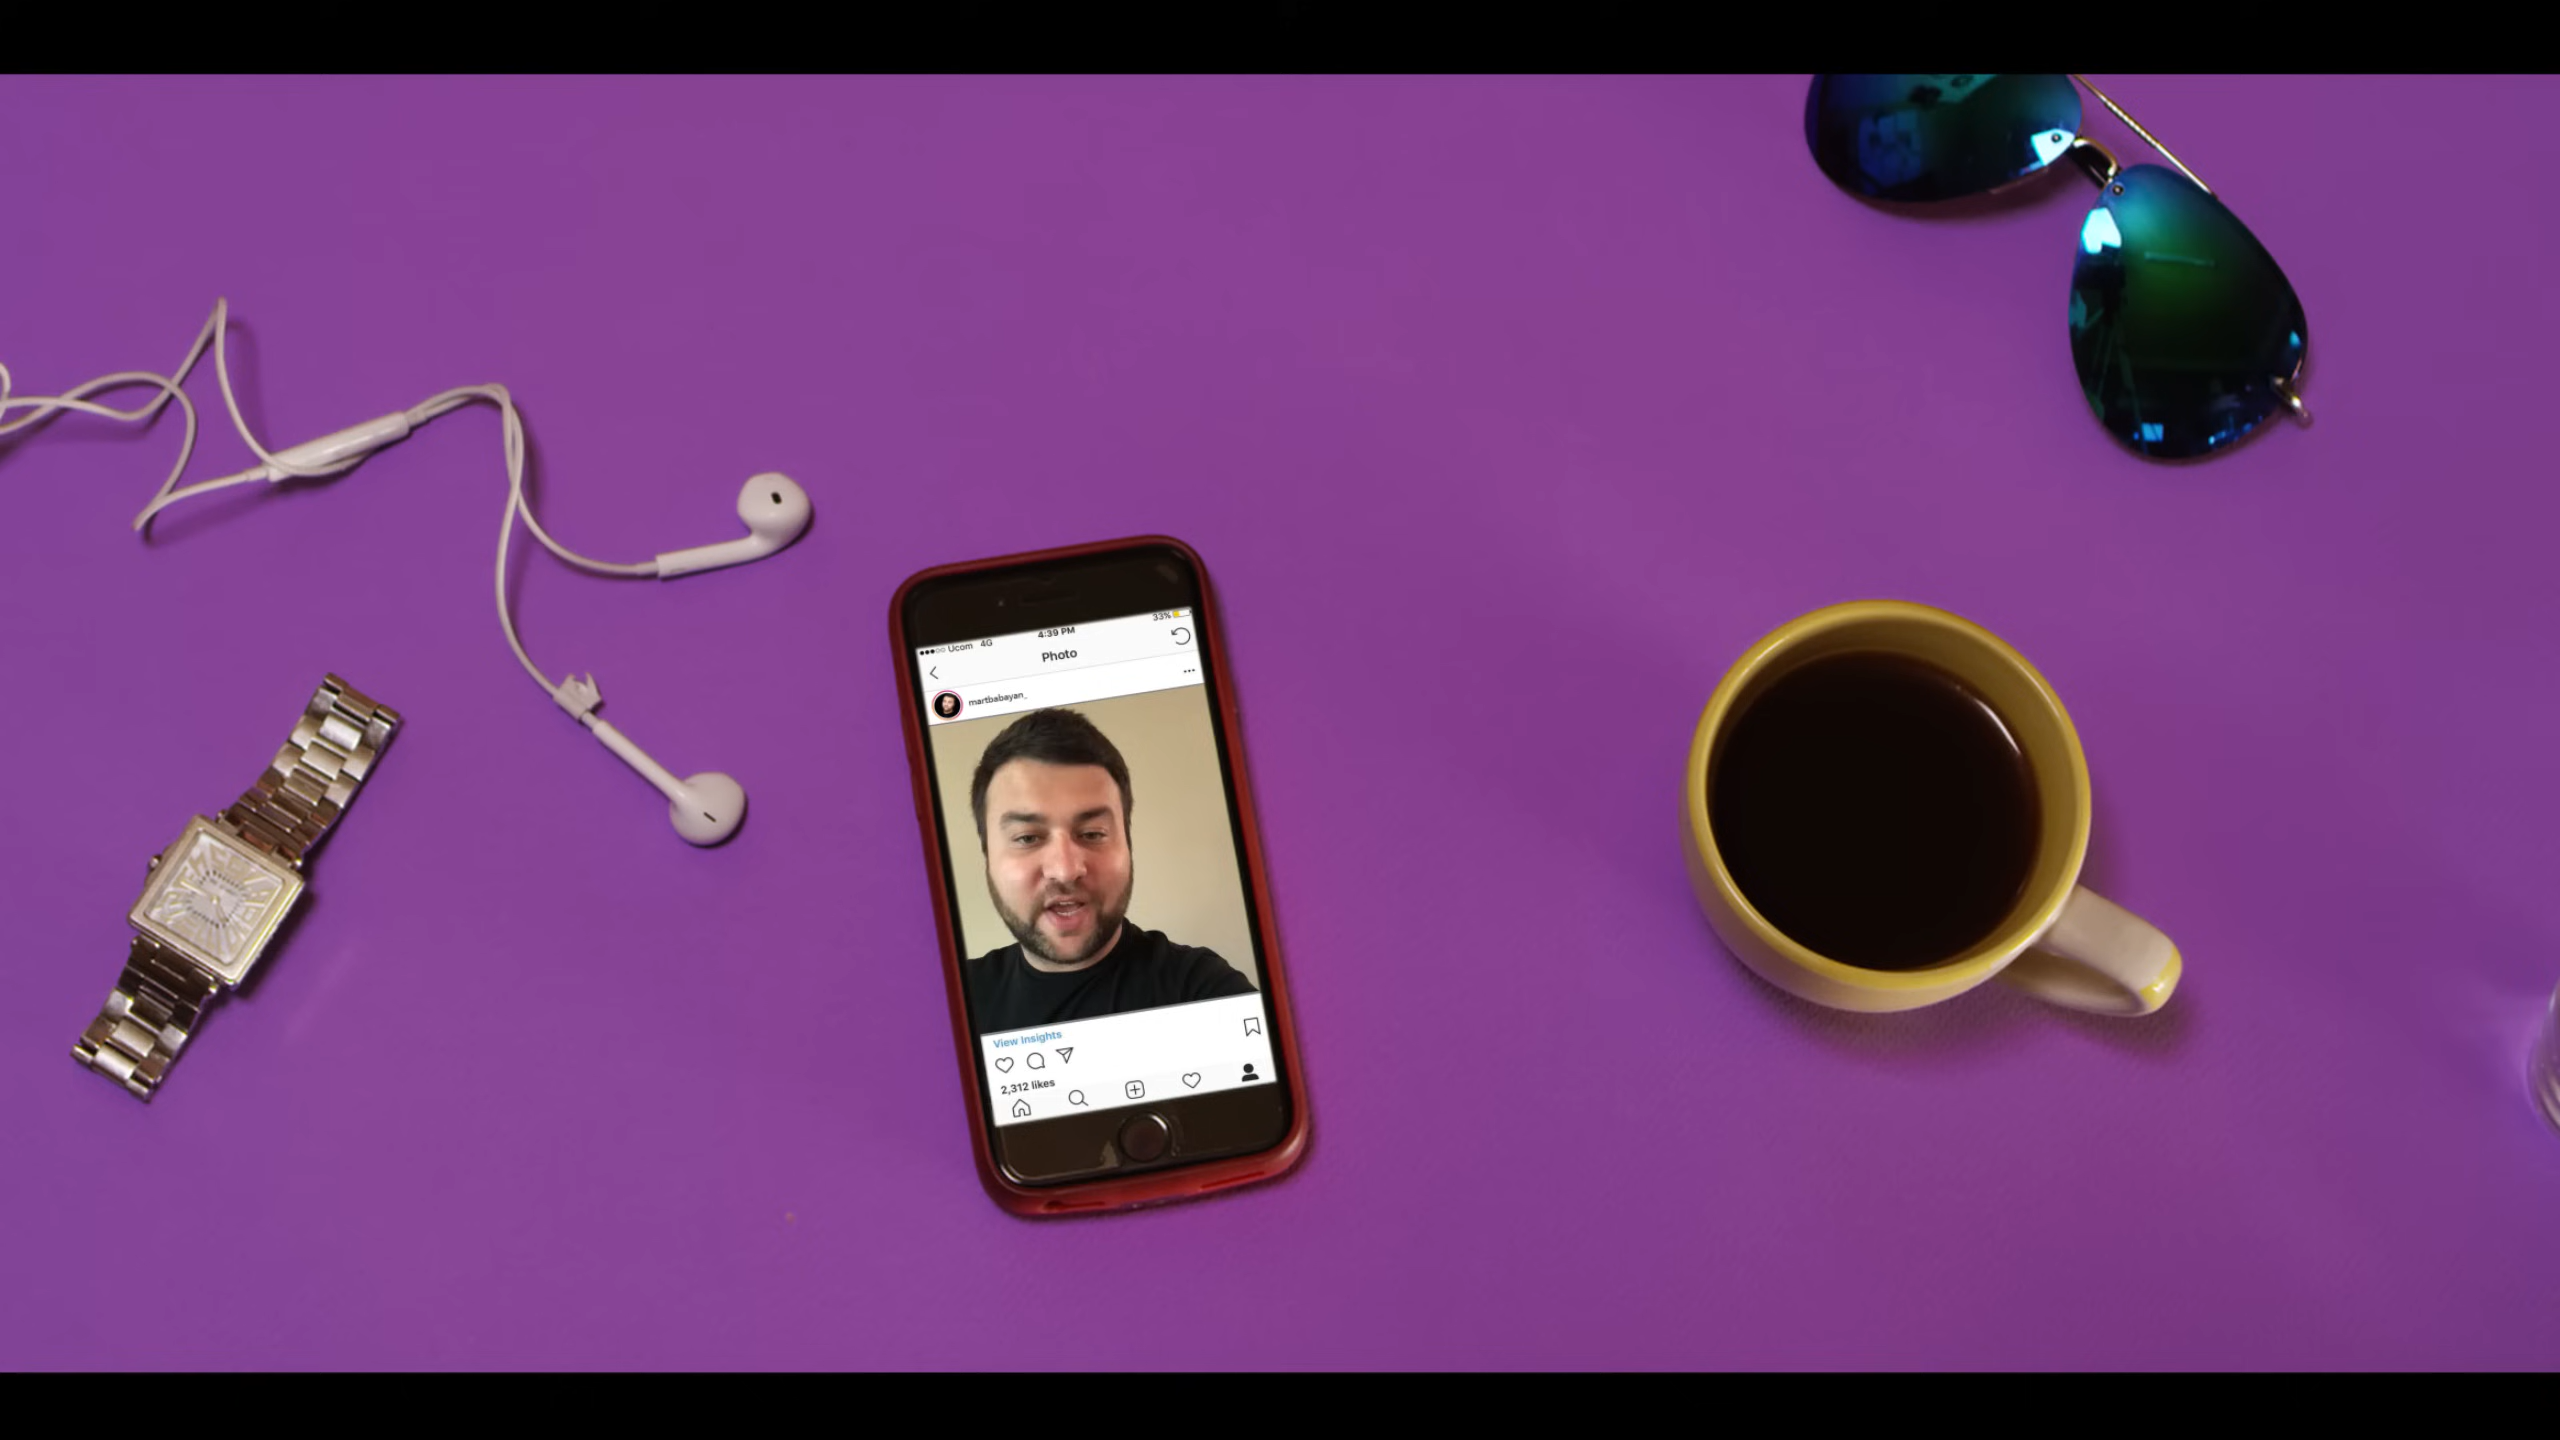 ●●●○○ Ucom 4G 4:39 PM 33%
Photo
martbabayan_
View Insights
2,312 likes